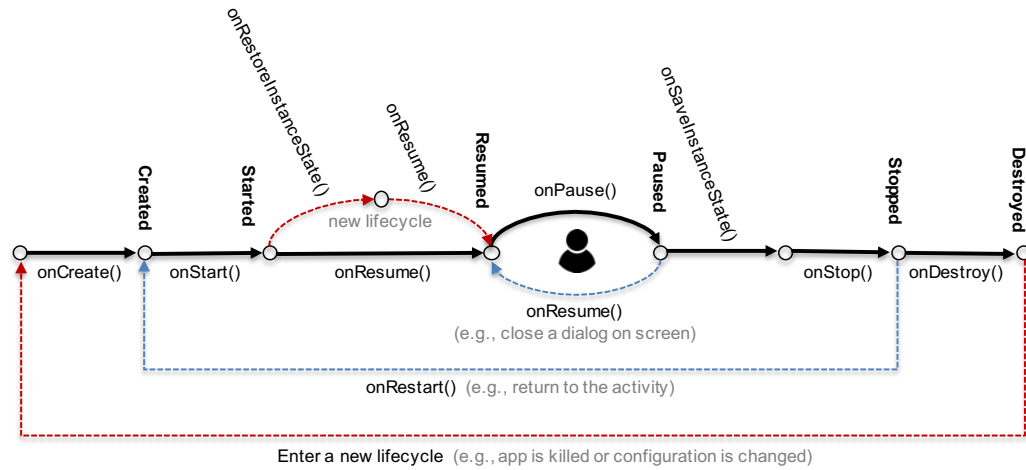 onRestoreInstanceState()
onResume()
onSaveInstanceState()
Created
Started
Resumed
Paused
Stopped
Destroyed
onPause()
new lifecycle
onCreate()
onStart()
onResume()
onStop()
onDestroy()
onResume()
(e.g., close a dialog on screen)
onRestart() (e.g., return to the activity)
Enter a new lifecycle (e.g., app is killed or configuration is changed)